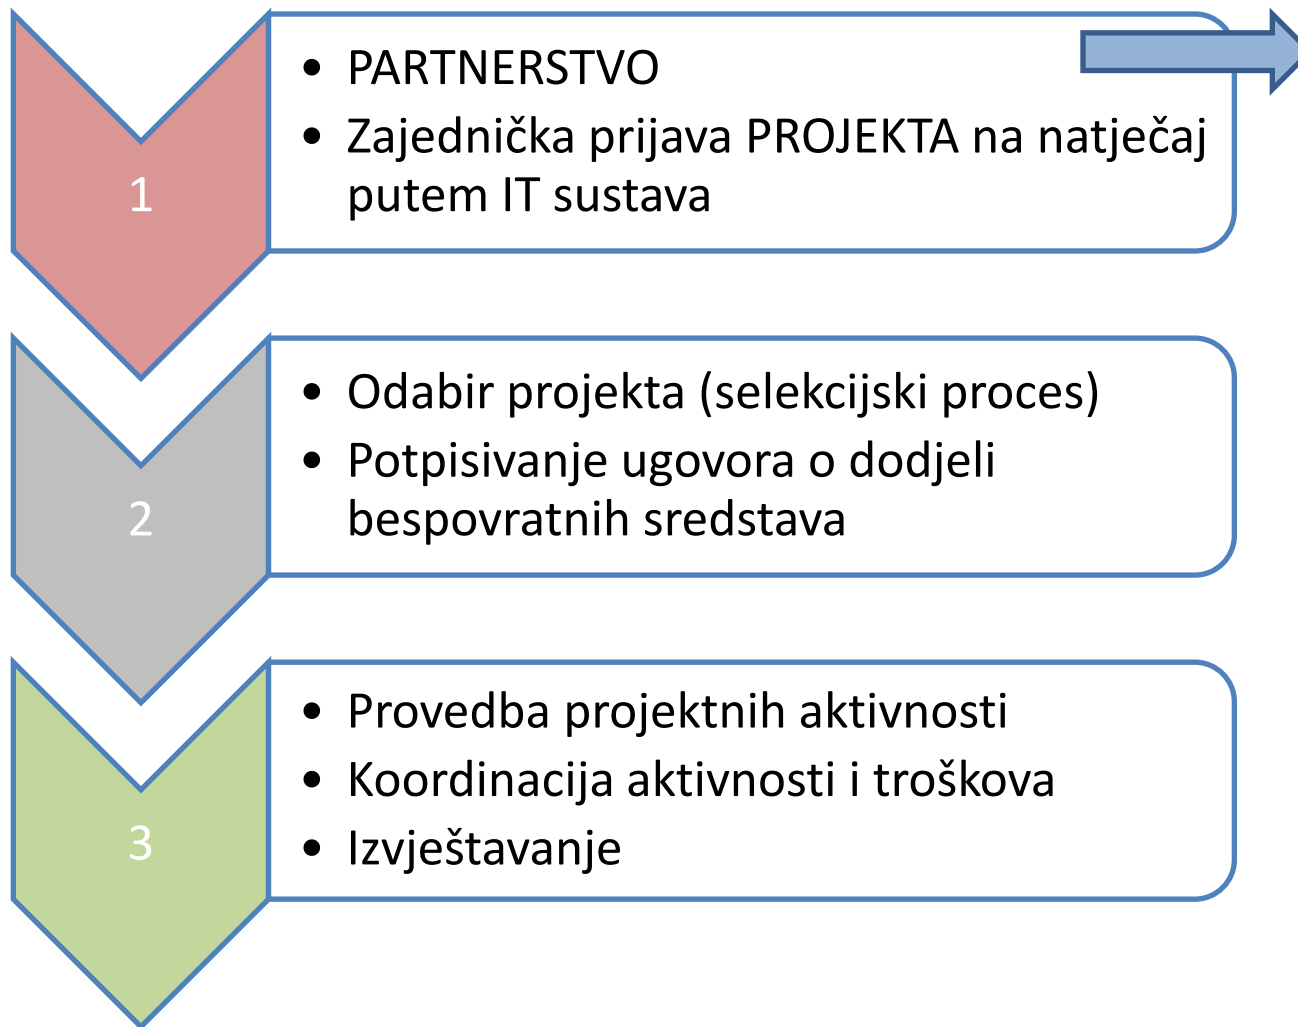 1
• PARTNERSTVO
• Zajednička prijava PROJEKTA na natječaj
putem IT sustava
2
• Odabir projekta (selekcijski proces)
• Potpisivanje ugovora o dodjeli
bespovratnih sredstava
3
• Provedba projektnih aktivnosti
• Koordinacija aktivnosti i troškova
• Izvještavanje